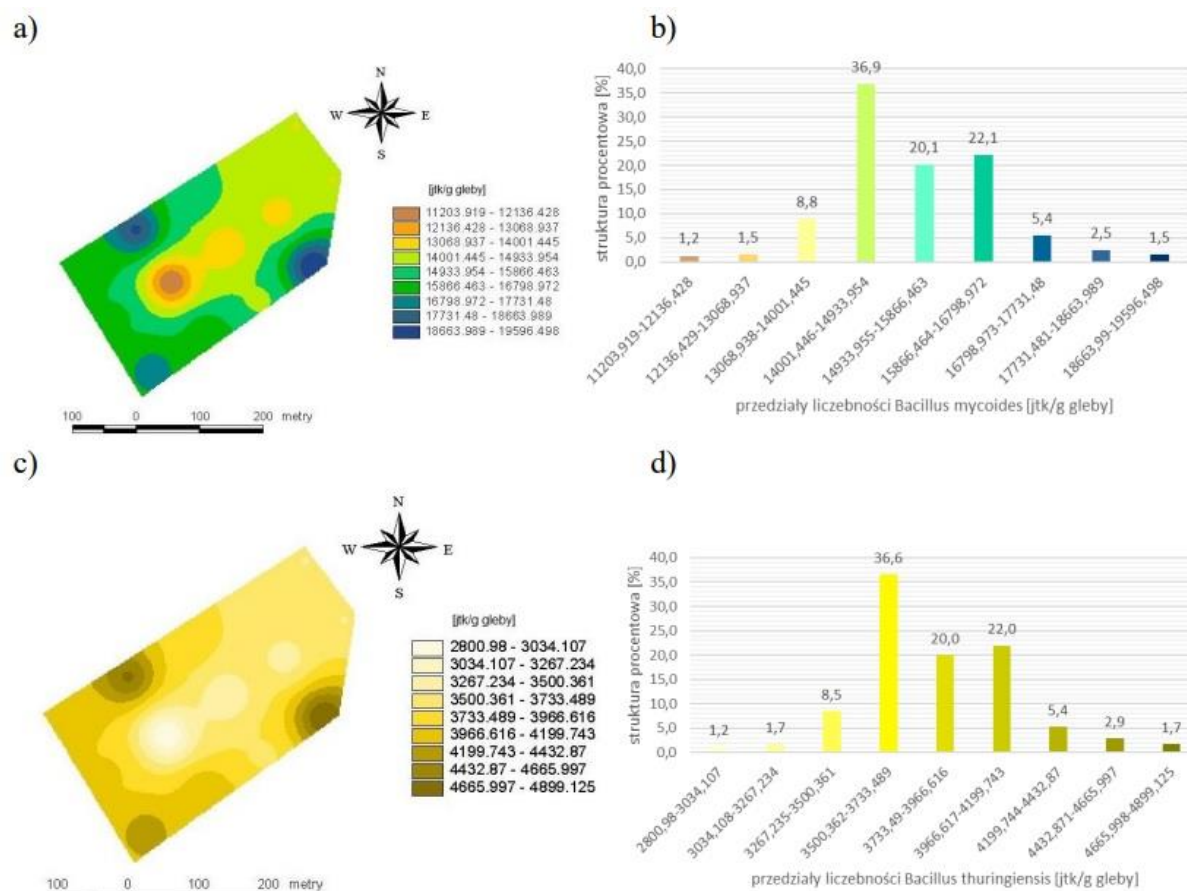 a)
N
W E
S
[jtk/g gleby]
11203.919 - 12136.428
12136.428 - 13068.937
13068.937 - 14001.445
14001.445 - 14933.954
14933.954 - 15866.463
15866.463 - 16798.972
16798.972 - 17731.48
17731.48 - 18663.989
18663.989 - 19596.498
100 0 100 200 metry
b)
struktura procentowa [%]
40,0
35,0
30,0
25,0
20,0
15,0
10,0
5,0
0,0
1,2
1,5
8,8
36,9
20,1
22,1
5,4
2,5
1,5
11203,919-12136,428
12136,429-13068,937
13068,938-14001,445
14001,446-14933,954
14933,955-15866,463
15866,464-16798,972
16798,973-17731,48
17731,481-18663,989
18663,99-19596,498
przedziały liczebności Bacillus mycoides [jtk/g gleby]
c)
N
W E
S
[jtk/g gleby]
2800.98 - 3034.107
3034.107 - 3267.234
3267.234 - 3500.361
3500.361 - 3733.489
3733.489 - 3966.616
3966.616 - 4199.743
4199.743 - 4432.87
4432.87 - 4665.997
4665.997 - 4899.125
100 0 100 200 metry
d)
struktura procentowa [%]
40,0
35,0
30,0
25,0
20,0
15,0
10,0
5,0
0,0
1,2
1,7
8,5
36,6
20,0
22,0
5,4
2,9
1,7
2800,98-3034,107
3034,108-3267,234
3267,235-3500,361
3500,362-3733,489
3733,49-3966,616
3966,617-4199,743
4199,744-4432,87
4432,871-4665,997
4665,998-4899,125
przedziały liczebności Bacillus thuringiensis [jtk/g gleby]